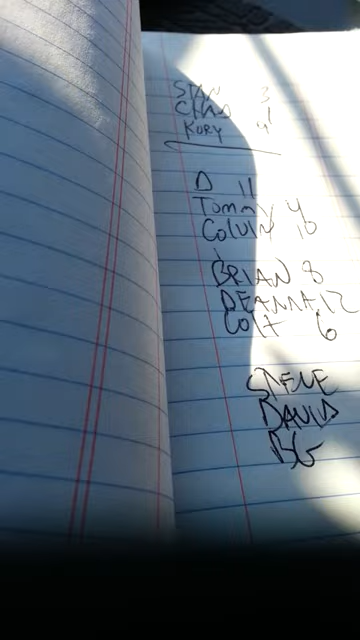 STAN 3
CHAD 4
KORY 4
D 11
Tommy 4
Colvin 10
BRIAN 8
DEANNA 12
Colt 6
STEVE
DAVID
BG